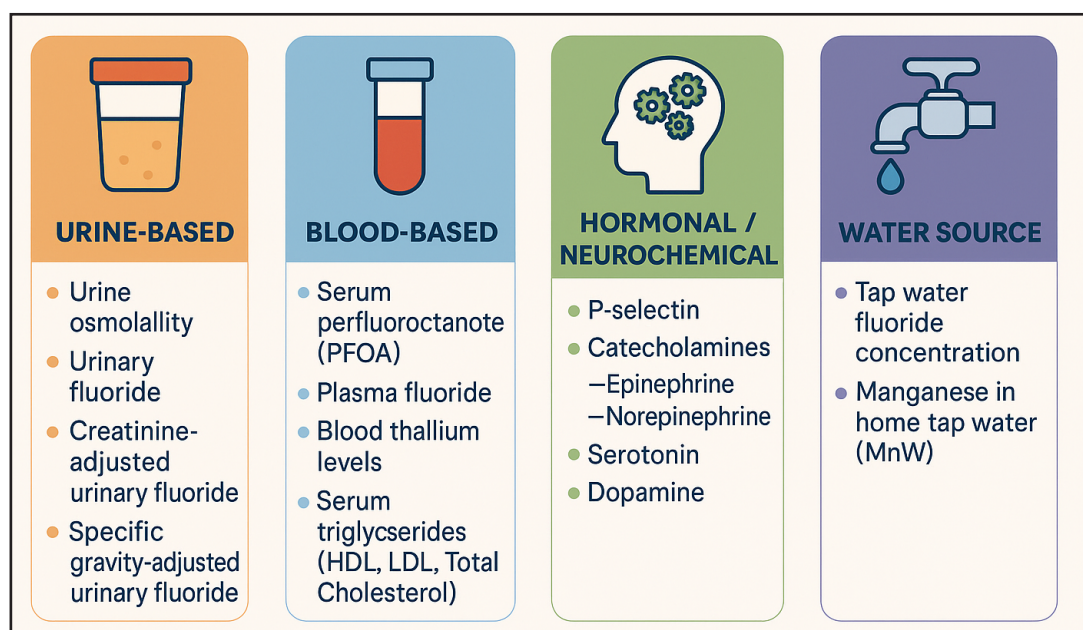 URINE-BASED
Urine
osmolallity
Urinary
fluoride
Creatinine-
adjusted
urinary fluoride
Specific
gravity-adjusted
urinary fluoride
BLOOD-BASED
Serum
perfluoroctanote
(PFOA)
Plasma fluoride
Blood thallium
levels
Serum
triglycserides
(HDL, LDL, Total
Cholesterol)
HORMONAL /
NEUROCHEMICAL
P-selectin
Catecholamines
–Epinephrine
–Norepinephrine
Serotonin
Dopamine
WATER SOURCE
Tap water
fluoride
concentration
Manganese in
home tap water
(MnW)